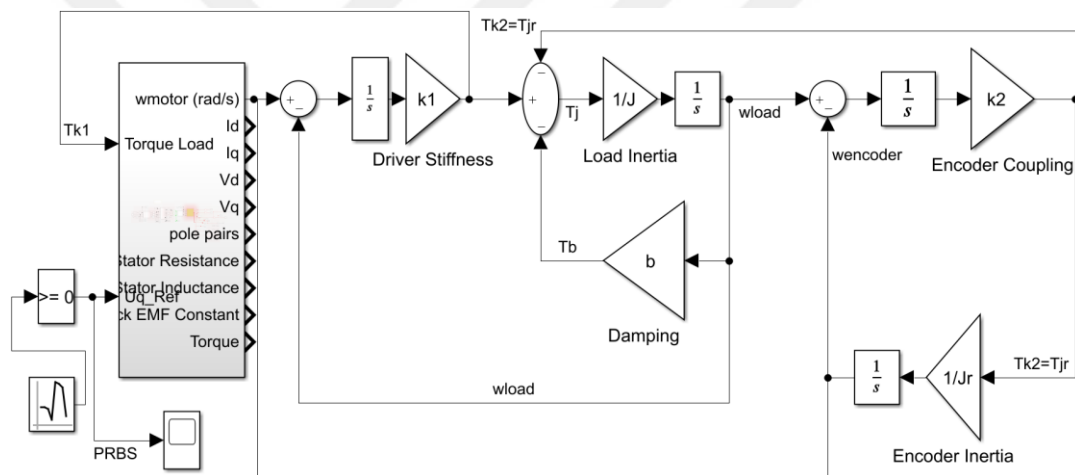 Tk2=Tjr
wmotor (rad/s)
Id
Tk1
Torque Load
Iq
Vd
Vq
pole pairs
Stator Resistance
Stator Inductance
ck EMF Constant
Torque
>= 0
Uq_Ref
PRBS
+
−
1
s
k1
Driver Stiffness
−
+
−
Tj
1/J
Load Inertia
1
s
wload
Tb
b
Damping
wload
+
−
wencoder
1
s
k2
Encoder Coupling
1
s
1/Jr
Tk2=Tjr
Encoder Inertia